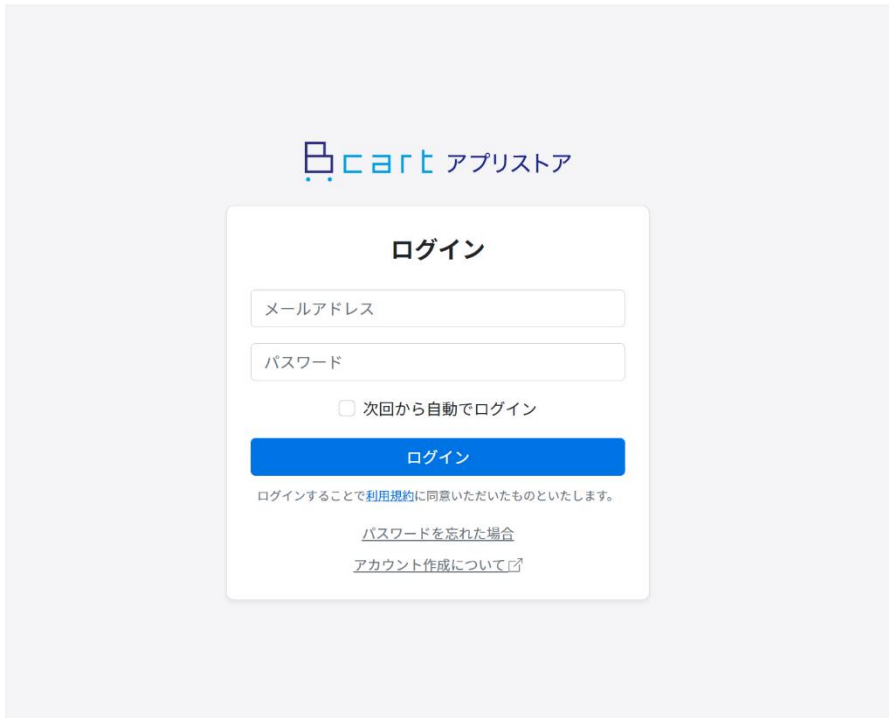 Bcart アプリストア
ログイン
メールアドレス
パスワード
次回から自動でログイン
ログイン
ログインすることで利用規約に同意いただいたものといたします。
パスワードを忘れた場合
アカウント作成について